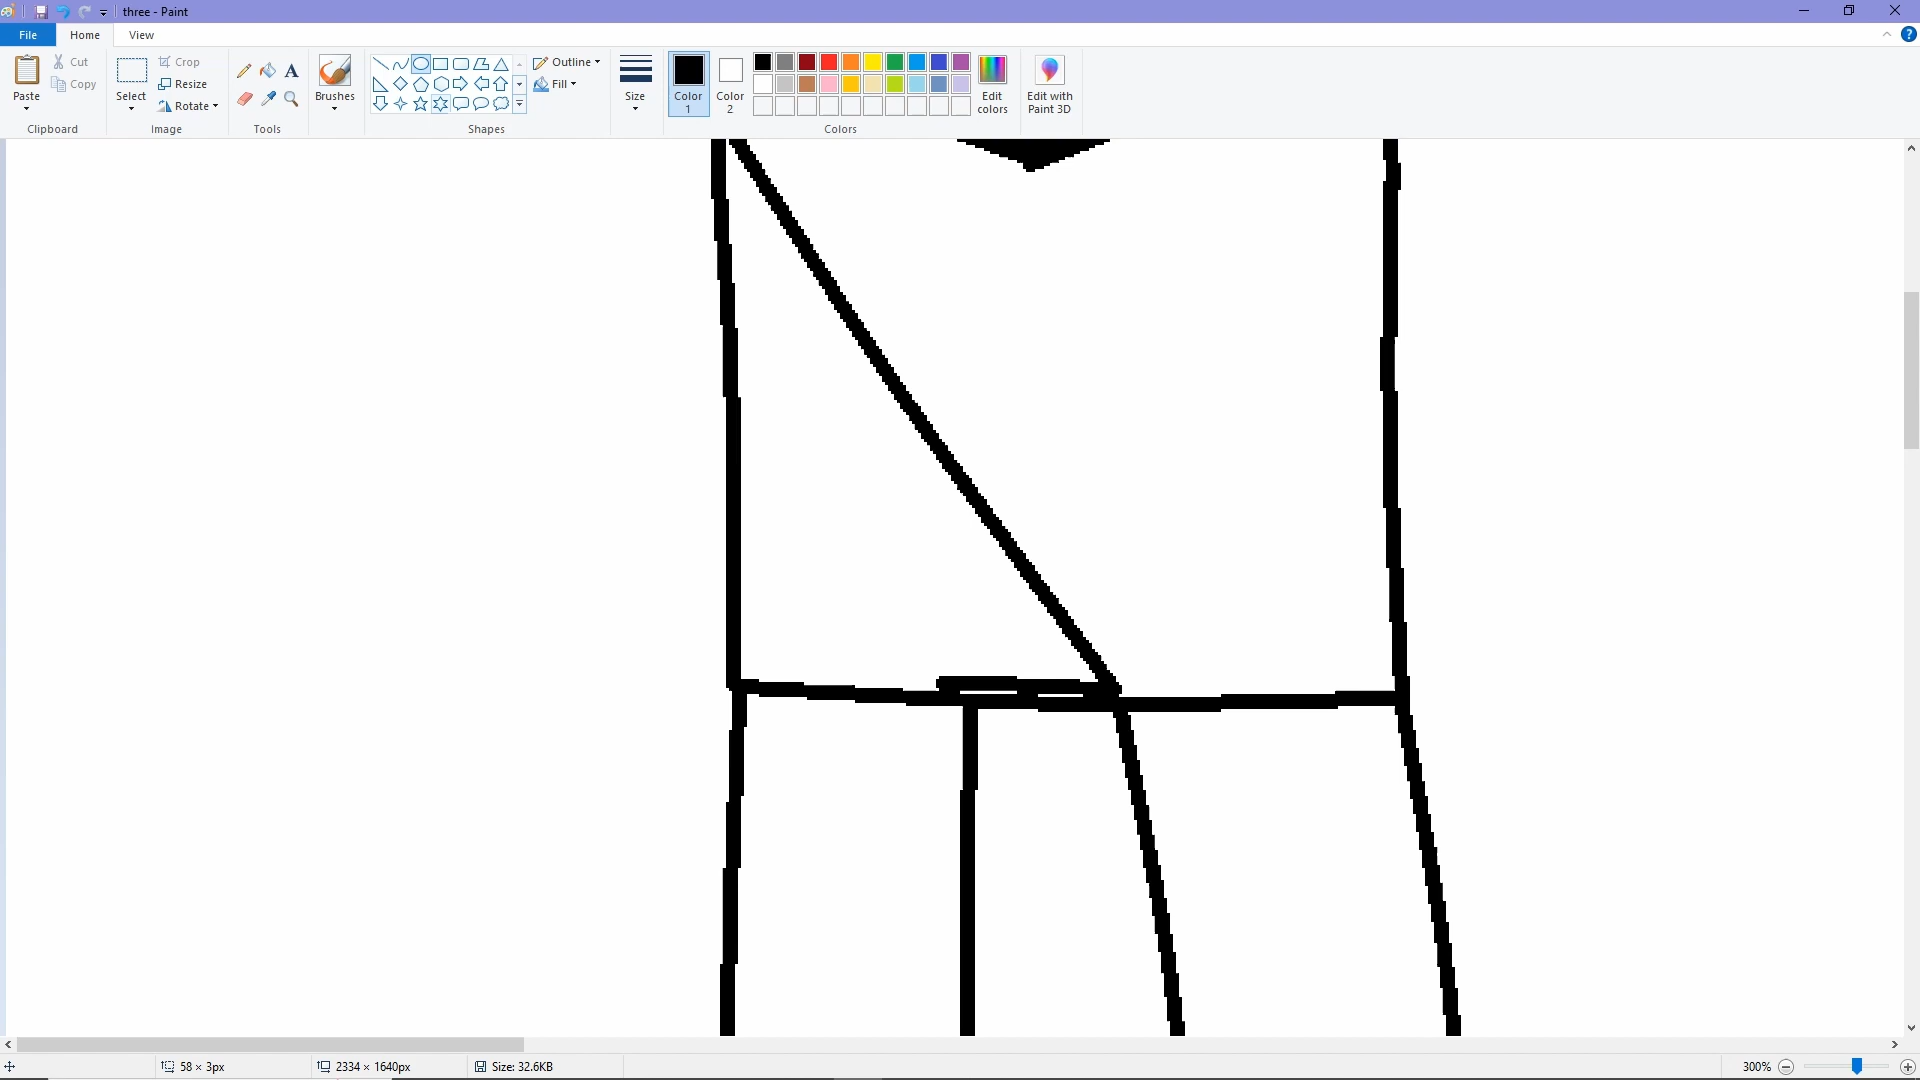 three - Paint
File Home View
Paste Cut Copy Clipboard
Select Crop Resize Rotate Image
Tools
Brushes
Shapes Outline Fill
Size
Color 1 Color 2 Edit colors Colors
Edit with Paint 3D
58 × 3px 2334 × 1640px Size: 32.6KB 300%